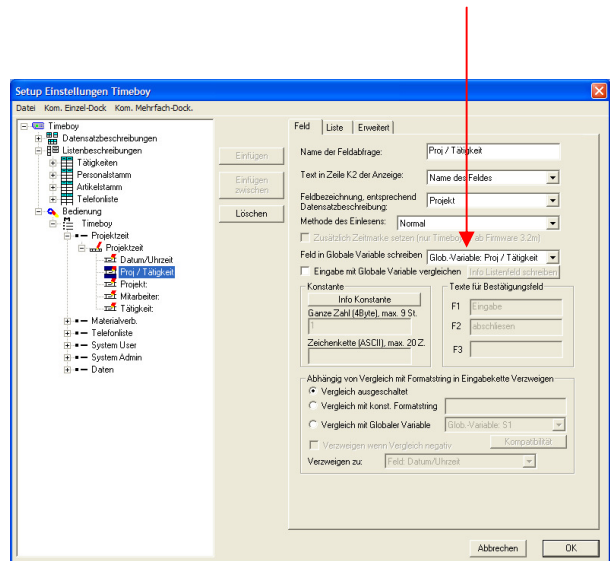 Setup Einstellungen Timeboy
Datei Kom. Einzel-Dock Kom. Mehrfach-Dock.
Timeboy
Datensatzbeschreibungen
Listenbeschreibungen
Tätigkeiten
Personalstamm
Artikelstamm
Telefonliste
Bedienung
Timeboy
Projektzeit
Projektzeit
Datum/Uhrzeit
Proj / Tätigkeit
Projekt:
Mitarbeiter:
Tätigkeit:
Materialverb.
Telefonliste
System User
System Admin
Daten
Einfügen
Einfügen
zwischen
Löschen
Feld Liste Erweitert
Name der Feldabfrage: Proj / Tätigkeit
Text in Zeile K2 der Anzeige: Name des Feldes
Feldbezeichnung, entsprechend
Datensatzbeschreibung: Projekt
Methode des Einlesens: Normal
Zusätzlich Zeitmarke setzen (nur Timeboy ab Firmware 3.2m)
Feld in Globale Variable schreiben Glob.-Variable: Proj / Tätigkeit
Eingabe mit Globale Variable vergleichen Info Listenfeld schreiben
Konstante
Info Konstante
Ganze Zahl (4Byte), max. 9 St.
1
Zeichenkette (ASCII), max. 20 Z.
Texte für Bestätigungsfeld
F1 Eingabe
F2 abschliesen
F3
Abhängig von Vergleich mit Formatstring in Eingabekette Verzweigen
Vergleich ausgeschaltet
Vergleich mit konst. Formatstring
Vergleich mit Globaler Variable Glob.-Variable: S1
Verzweigen wenn Vergleich negativ Kompatibilität
Verzweigen zu: Feld: Datum/Uhrzeit
Abbrechen OK